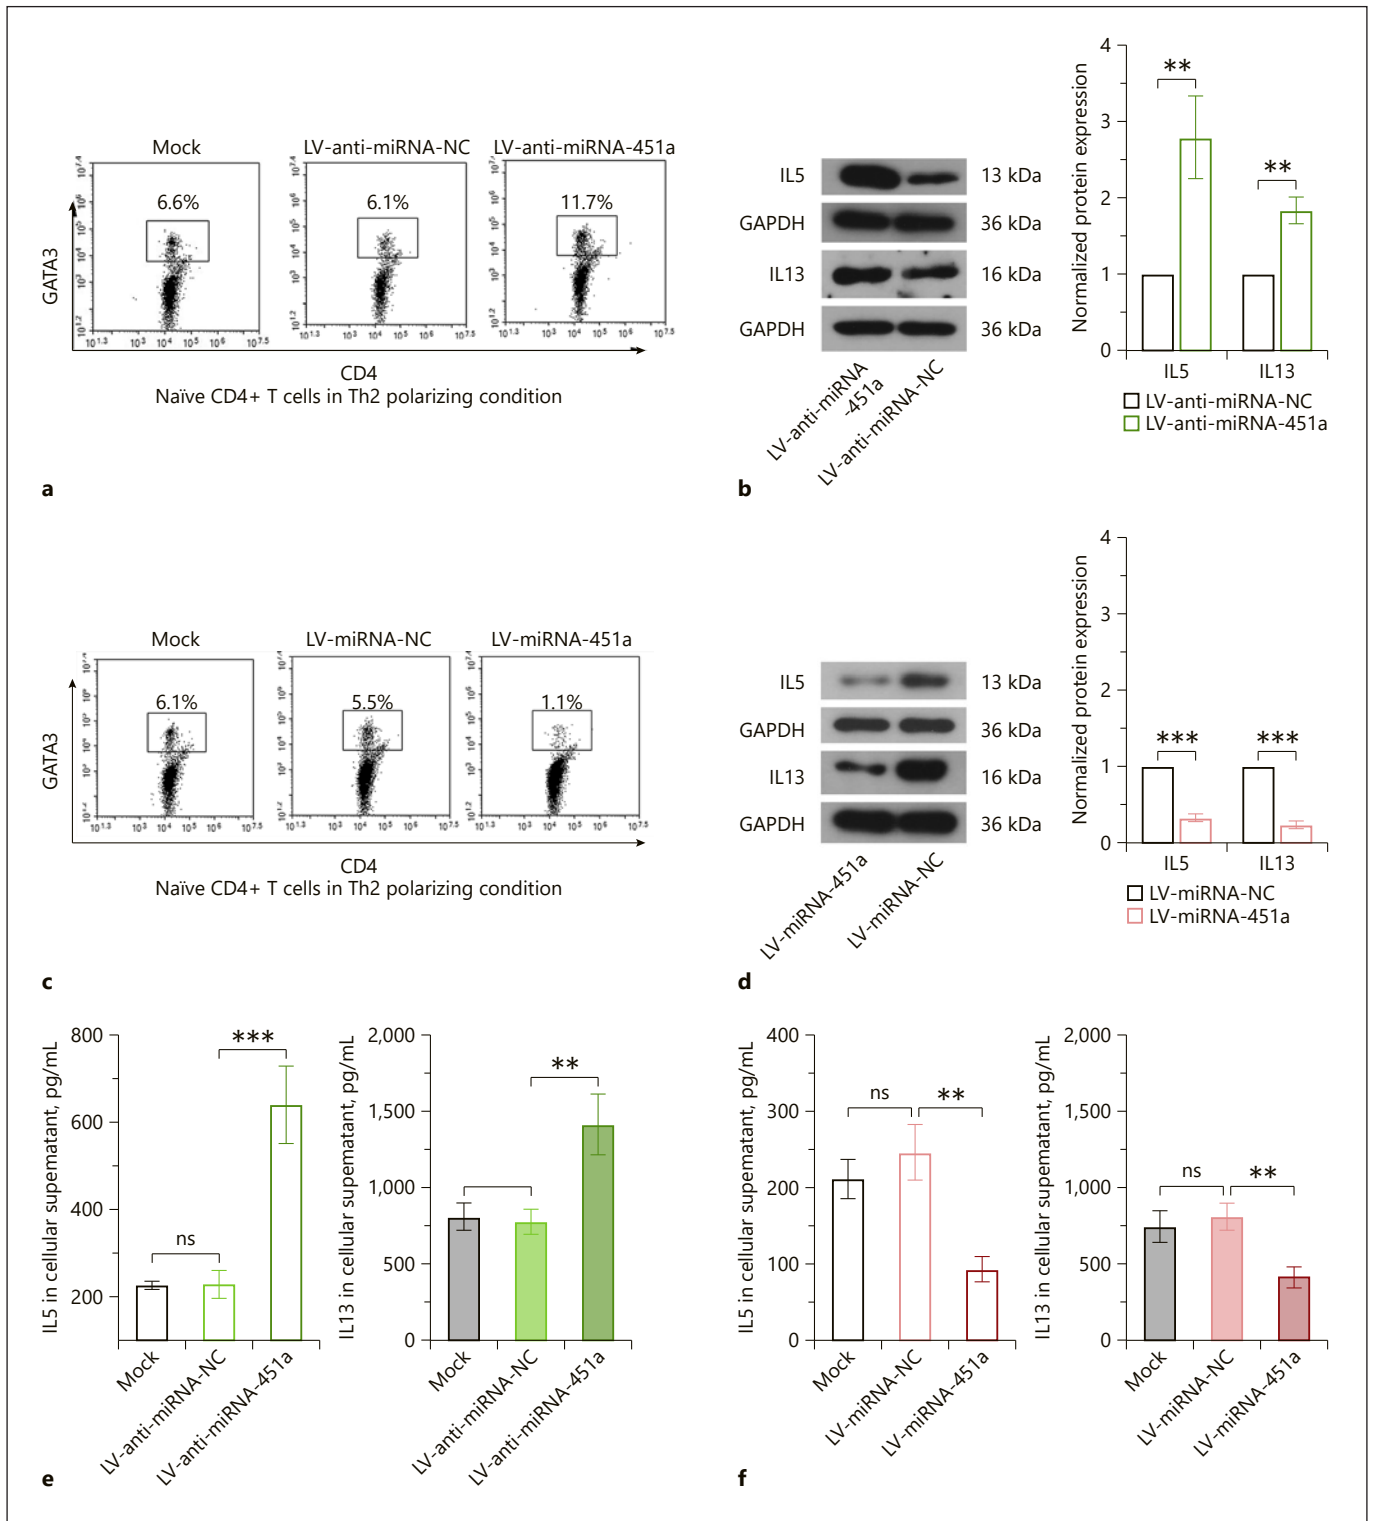 Mock
LV-anti-miRNA-NC
LV-anti-miRNA-451a
6.6%
6.1%
11.7%
GATA3
CD4
Naïve CD4+ T cells in Th2 polarizing condition
a
IL5
13 kDa
GAPDH
36 kDa
IL13
16 kDa
GAPDH
36 kDa
LV-anti-miRNA
-451a
LV-anti-miRNA-NC
Normalized protein expression
4
3
2
1
0
**
**
IL5
IL13
LV-anti-miRNA-NC
LV-anti-miRNA-451a
b
Mock
LV-miRNA-NC
LV-miRNA-451a
6.1%
5.5%
1.1%
GATA3
CD4
Naïve CD4+ T cells in Th2 polarizing condition
c
IL5
13 kDa
GAPDH
36 kDa
IL13
16 kDa
GAPDH
36 kDa
LV-miRNA-451a
LV-miRNA-NC
Normalized protein expression
4
3
2
1
0
***
***
IL5
IL13
LV-miRNA-NC
LV-miRNA-451a
d
IL5 in cellular supematant, pg/mL
800
600
400
200
ns
***
Mock
LV-anti-miRNA-NC
LV-anti-miRNA-451a
IL13 in cellular supematant, pg/mL
2,000
1,500
1,000
500
0
**
Mock
LV-anti-miRNA-NC
LV-anti-miRNA-451a
e
IL5 in cellular supematant, pg/mL
400
300
200
100
0
ns
**
Mock
LV-miRNA-NC
LV-miRNA-451a
IL13 in cellular supematant, pg/mL
2,000
1,500
1,000
500
0
ns
**
Mock
LV-miRNA-NC
LV-miRNA-451a
f